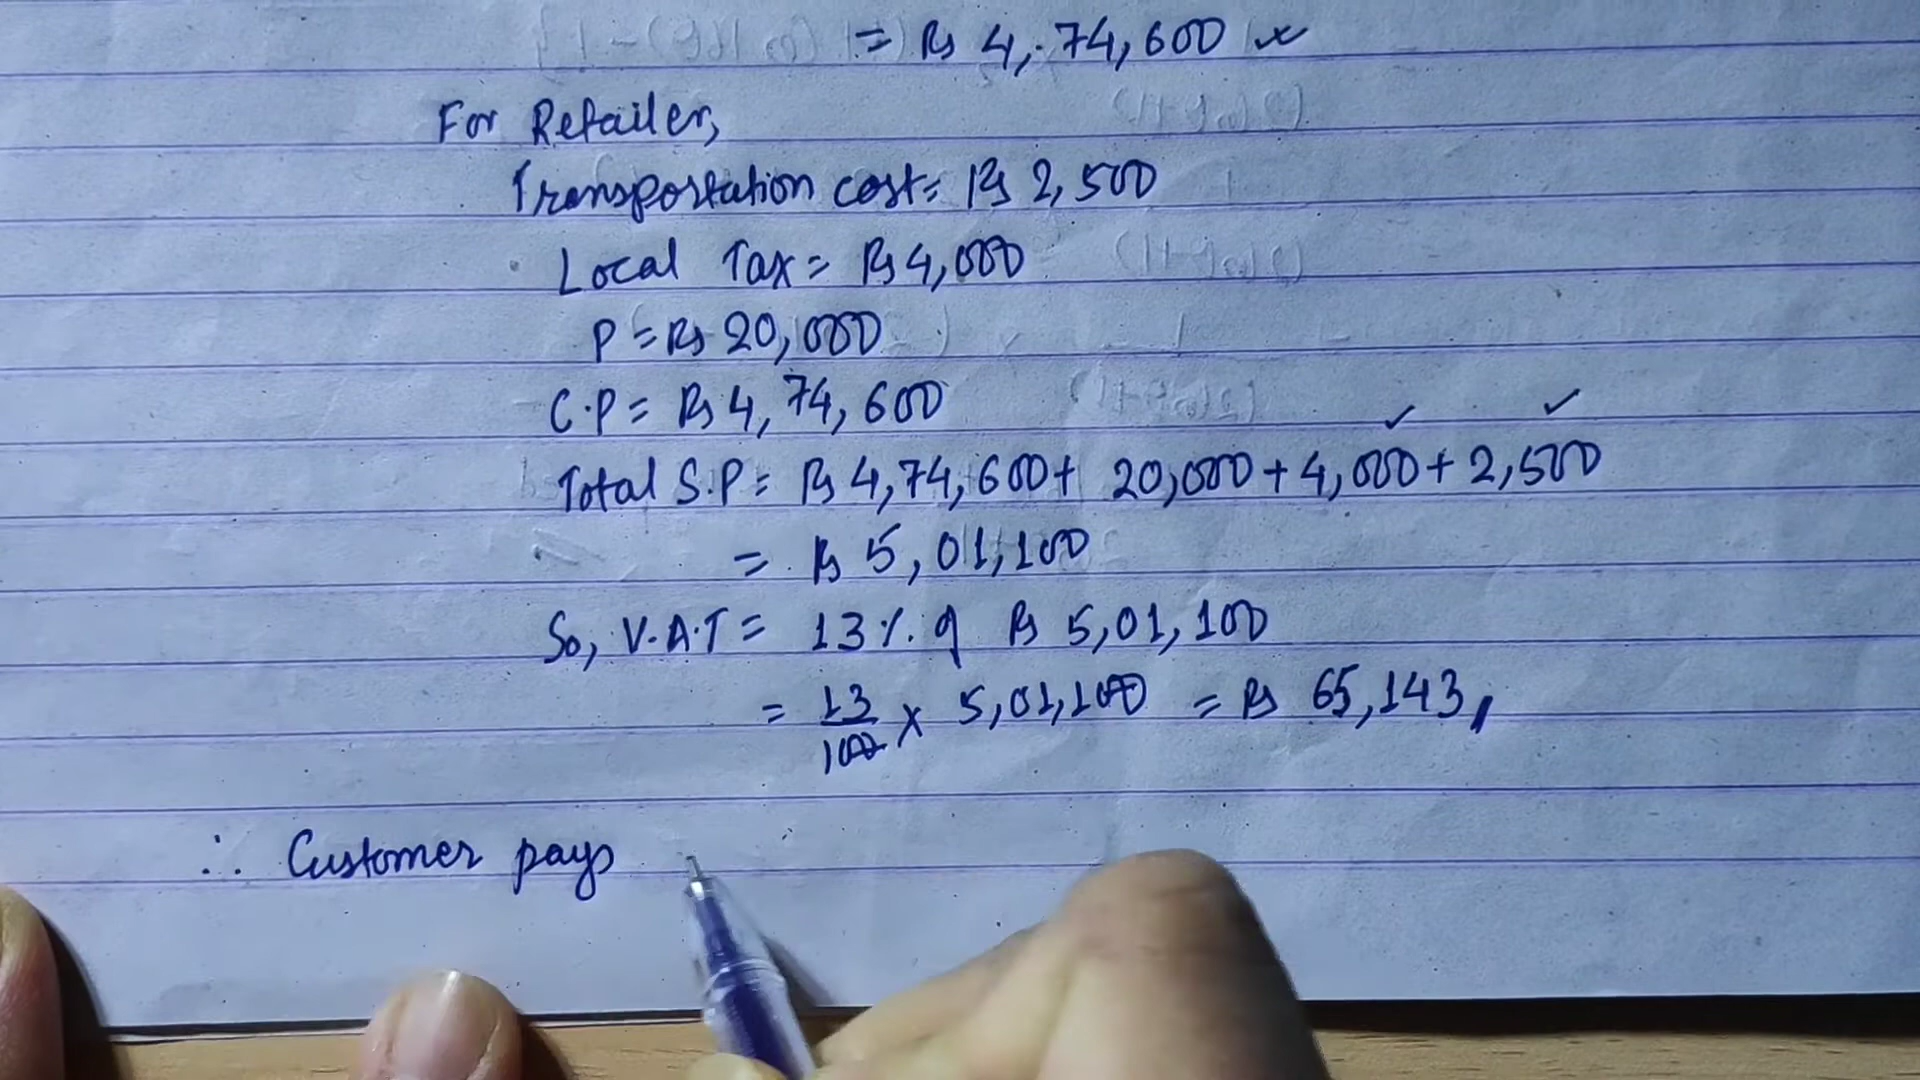 = Rs 4,74,600
For Retailer,
Transportation cost = Rs 2,500
Local Tax = Rs 4,000
P = Rs 20,000
C.P = Rs 4,74,600
Total S.P = Rs 4,74,600 + 20,000 + 4,000 + 2,500
= Rs 5,01,100
So, V.A.T = 13% of Rs 5,01,100
= 13/100 × 5,01,100 = Rs 65,143
∴ Customer pays